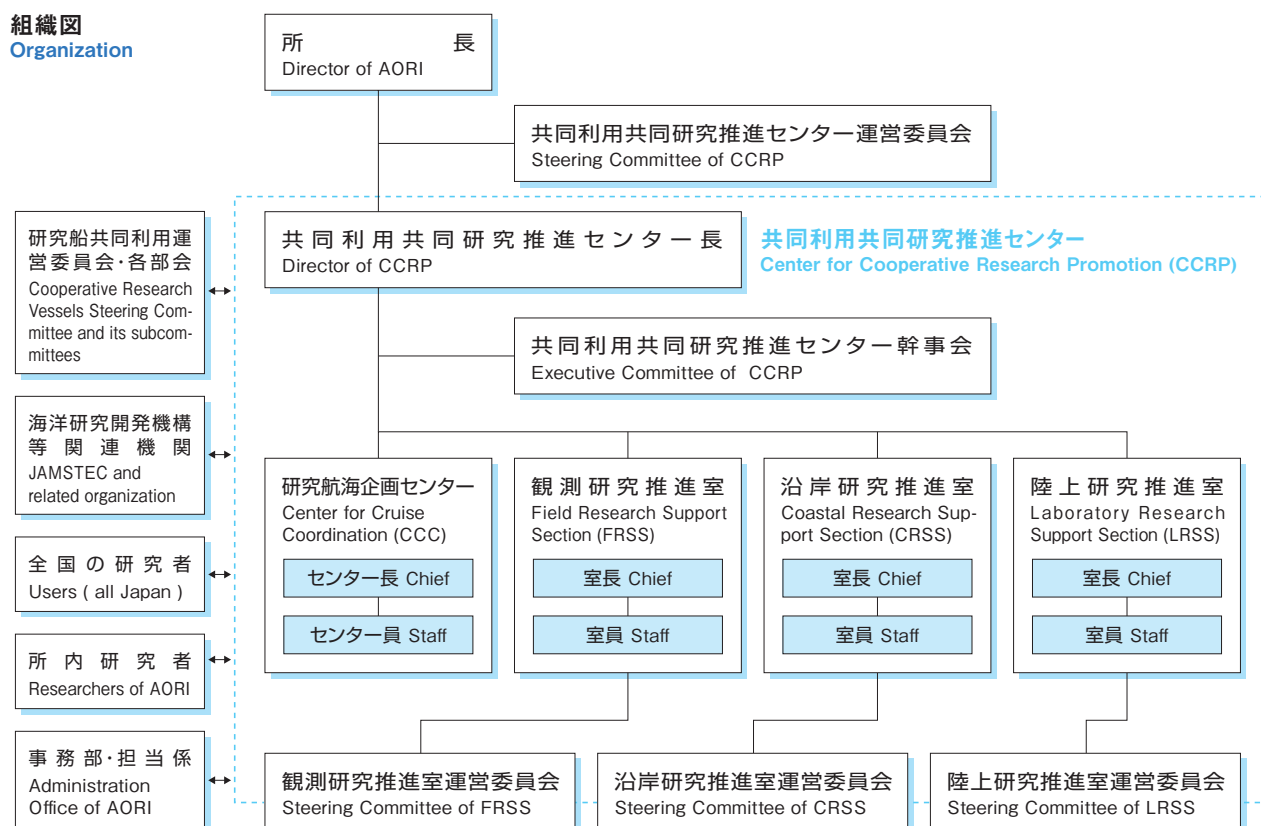 組織図
Organization
所長
Director of AORI
共同利用共同研究推進センター運営委員会
Steering Committee of CCRP
共同利用共同研究推進センター長
Director of CCRP
共同利用共同研究推進センター
Center for Cooperative Research Promotion (CCRP)
共同利用共同研究推進センター幹事会
Executive Committee of CCRP
研究船共同利用運
営委員会・各部会
Cooperative Research
Vessels Steering Com-
mittee and its subcom-
mittees
海洋研究開発機構
等関連機関
JAMSTEC and
related organization
全国の研究者
Users ( all Japan )
所内研究者
Researchers of AORI
事務部・担当係
Administration
Office of AORI
研究航海企画センター
Center for Cruise
Coordination (CCC)
センター長 Chief
センター員 Staff
観測研究推進室
Field Research Support
Section (FRSS)
室長 Chief
室員 Staff
沿岸研究推進室
Coastal Research Sup-
port Section (CRSS)
室長 Chief
室員 Staff
陸上研究推進室
Laboratory Research
Support Section (LRSS)
室長 Chief
室員 Staff
観測研究推進室運営委員会
Steering Committee of FRSS
沿岸研究推進室運営委員会
Steering Committee of CRSS
陸上研究推進室運営委員会
Steering Committee of LRSS